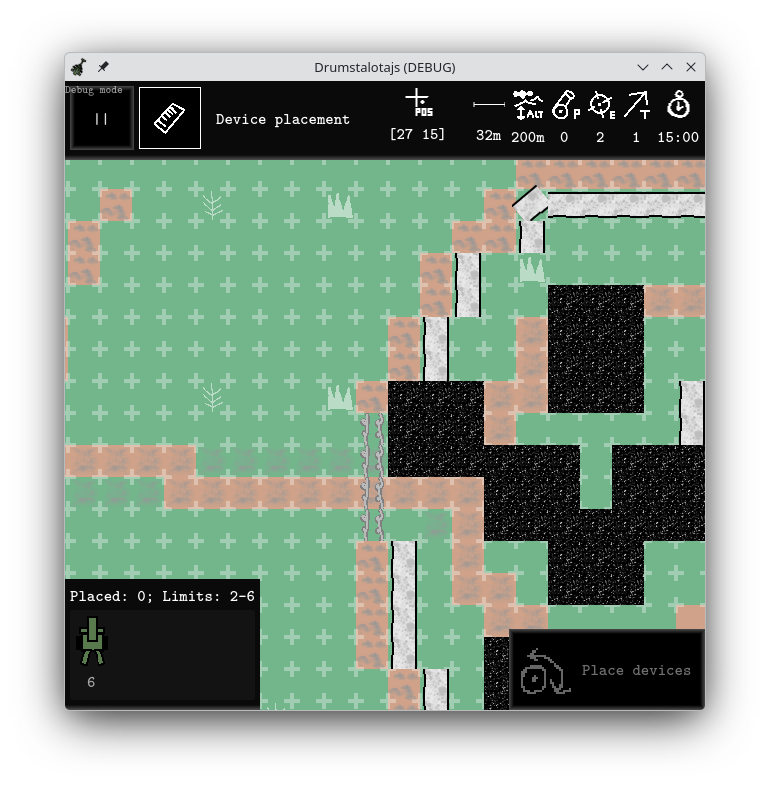 Drumstalotajs (DEBUG)
Debug mode
Device placement
POS
[27 15]
32m
ALT
200m
P
0
E
2
T
1
15:00
Placed: 0; Limits: 2-6
6
Place devices